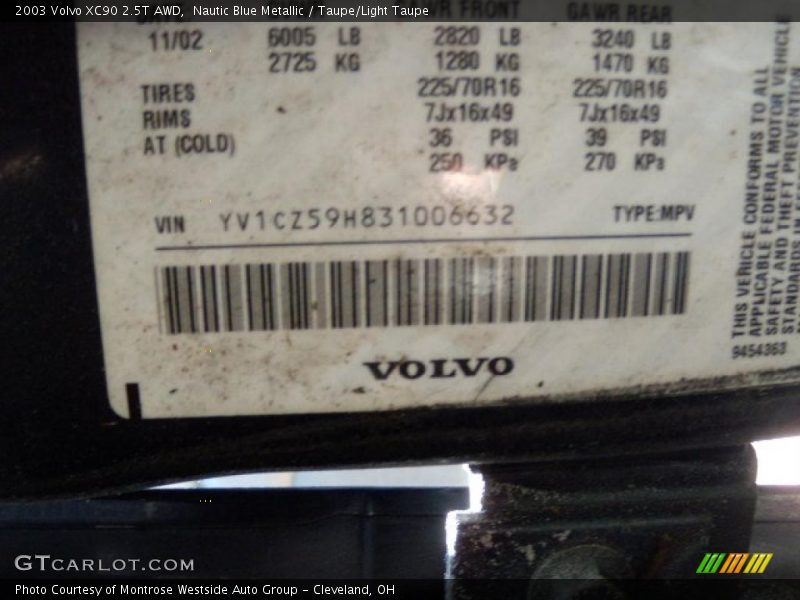 2003 Volvo XC90 2.5T AWD, Nautic Blue Metallic / Taupe/Light Taupe
GAWR REAR
11/02 6005 LB 2820 LB 3240 LB
2725 KG 1280 KG 1470 KG
TIRES 225/70R16 225/70R16
RIMS 7Jx16x49 7Jx16x49
AT (COLD) 36 PSI 39 PSI
250 KPa 270 KPa
VIN YV1CZ59H831006632 TYPE:MPV
VOLVO
THIS VEHICLE CONFORMS TO ALL
APPLICABLE FEDERAL MOTOR VEHICLE
SAFETY AND THEFT PREVENTION
STANDARDS IN
9454363
GTCARLOT.COM
Photo Courtesy of Montrose Westside Auto Group - Cleveland, OH